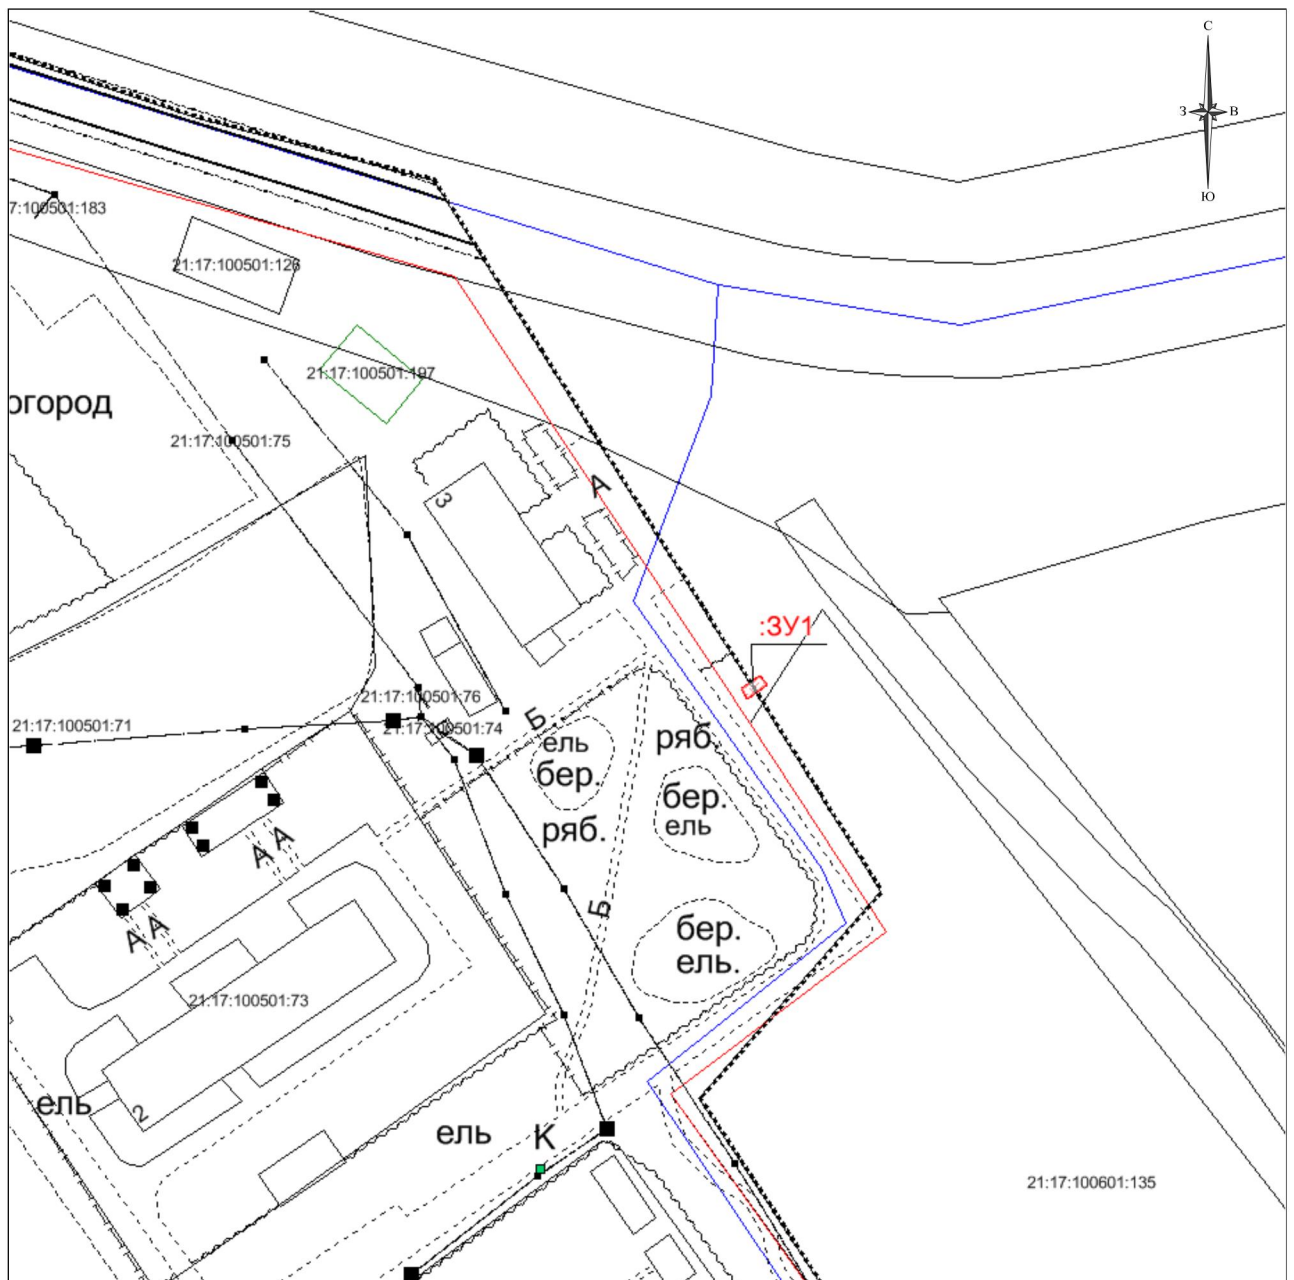 С
З В
Ю
7:100501:183
21:17:100501:126
21:17:100501:197
огород
21:17:100501:75
3
А
:ЗУ1
21:17:100501:76
21:17:100501:71
21:17:100501:74
Б
ель
бер.
ряб.
ряб.
бер.
ель
А А
А А
Б
бер.
ель.
21:17:100501:73
ель
2
ель
К
21:17:100601:135